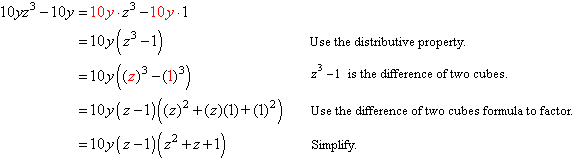 10yz³ − 10y = 10y · z³ − 10y · 1
= 10y(z³ − 1) Use the distributive property.
= 10y((z)³ − (1)³) z³ − 1 is the difference of two cubes.
= 10y(z − 1)((z)² + (z)(1) + (1)²) Use the difference of two cubes formula to factor.
= 10y(z − 1)(z² + z + 1) Simplify.